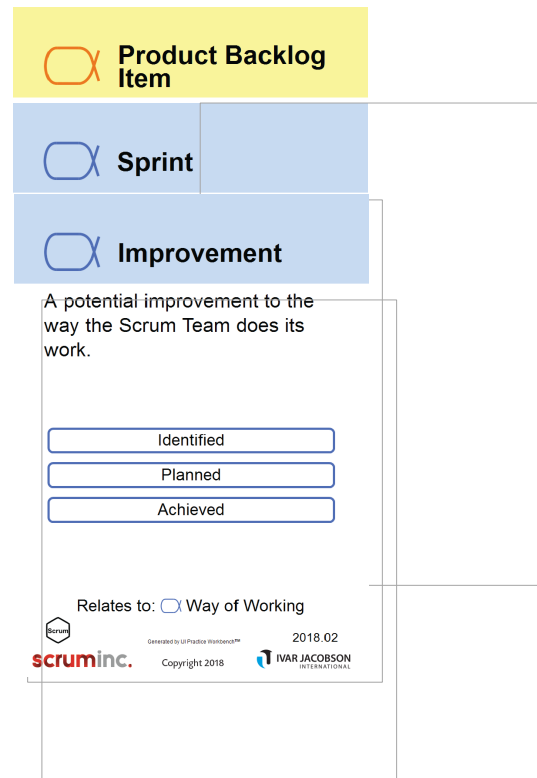 Product Backlog
Item
Sprint
Improvement
A potential improvement to the
way the Scrum Team does its
work.
Identified
Planned
Achieved
Relates to: Way of Working
Scrum
Generated by UI Practice Workbench™
2018.02
scruminc.
Copyright 2018
IVAR JACOBSON
INTERNATIONAL